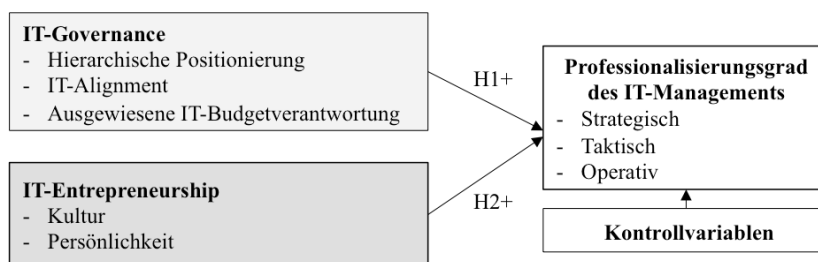 IT-Governance
- Hierarchische Positionierung
- IT-Alignment
- Ausgewiesene IT-Budgetverantwortung
H1+
Professionalisierungsgrad
des IT-Managements
- Strategisch
- Taktisch
- Operativ
IT-Entrepreneurship
- Kultur
- Persönlichkeit
H2+
Kontrollvariablen